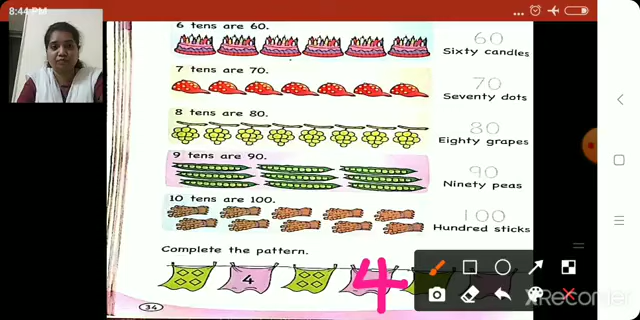 8:44 PM
6 tens are 60.
60
Sixty candles
7 tens are 70.
70
Seventy dots
8 tens are 80.
80
Eighty grapes
9 tens are 90.
90
Ninety peas
10 tens are 100.
100
Hundred sticks
Complete the pattern.
4
4
34
XRecorder